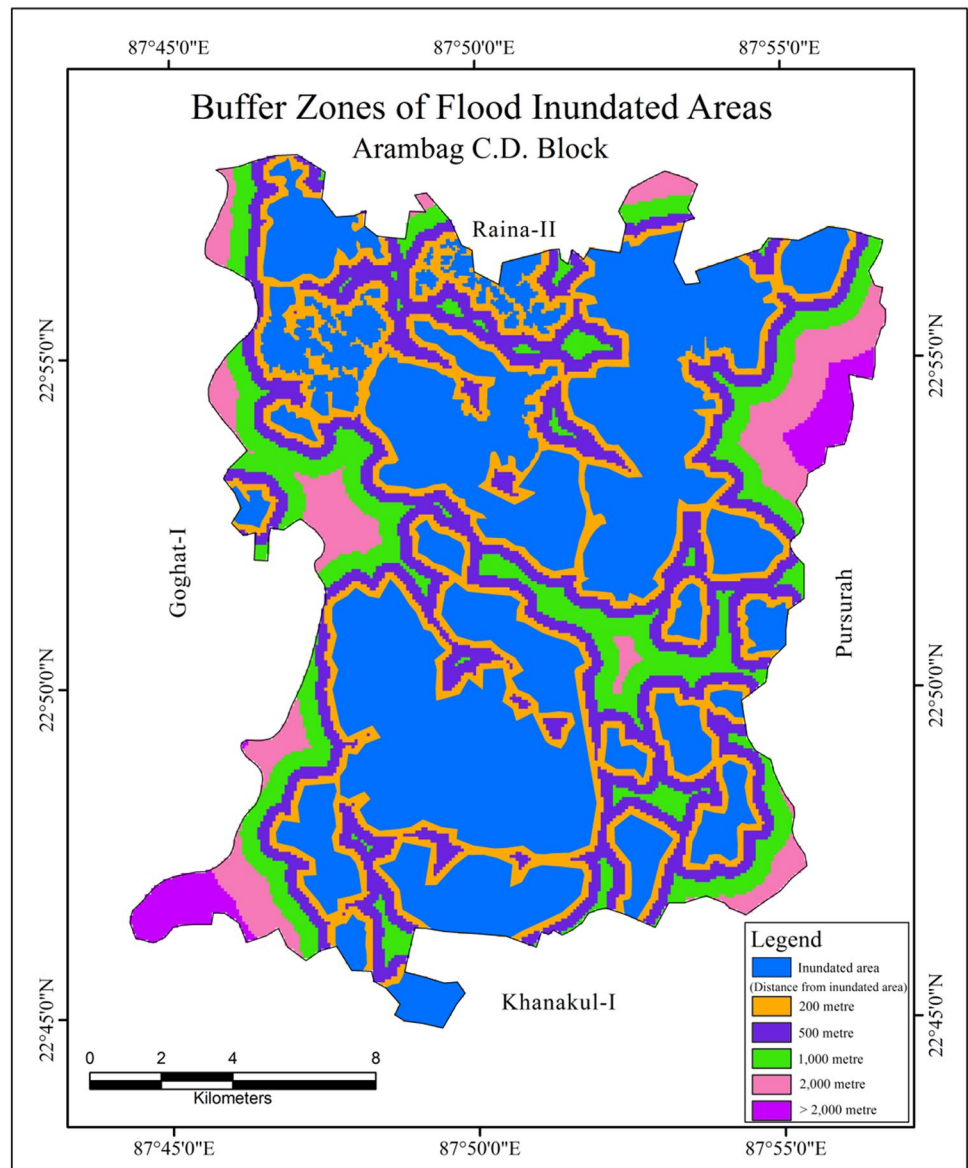 87°45'0"E 87°50'0"E 87°55'0"E
Buffer Zones of Flood Inundated Areas
Arambag C.D. Block
Raina-II
22°55'0"N
22°55'0"N
Goghat-I
Pursurah
22°50'0"N
22°50'0"N
Khanakul-I
22°45'0"N
22°45'0"N
Legend
Inundated area
(Distance from inundated area)
200 metre
500 metre
1,000 metre
2,000 metre
> 2,000 metre
0 2 4 8
Kilometers
87°45'0"E 87°50'0"E 87°55'0"E